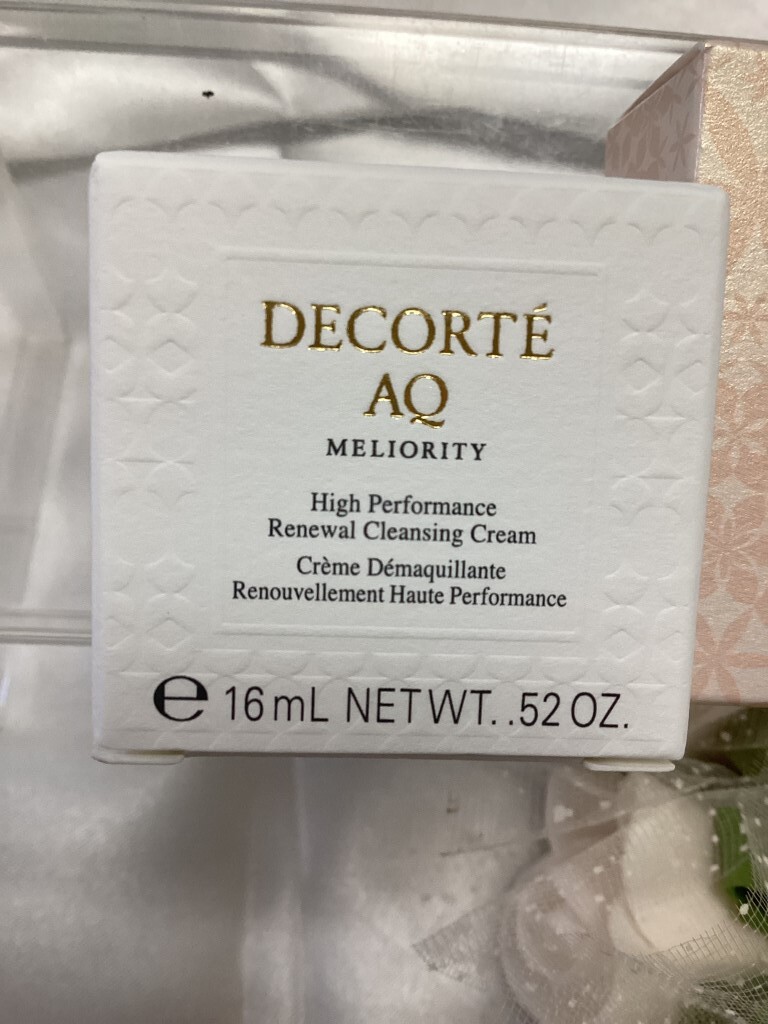 DECORTÉ
AQ
MELIORITY
High Performance
Renewal Cleansing Cream
Crème Démaquillante
Renouvellement Haute Performance
℮ 16 mL NET WT. .52 OZ.